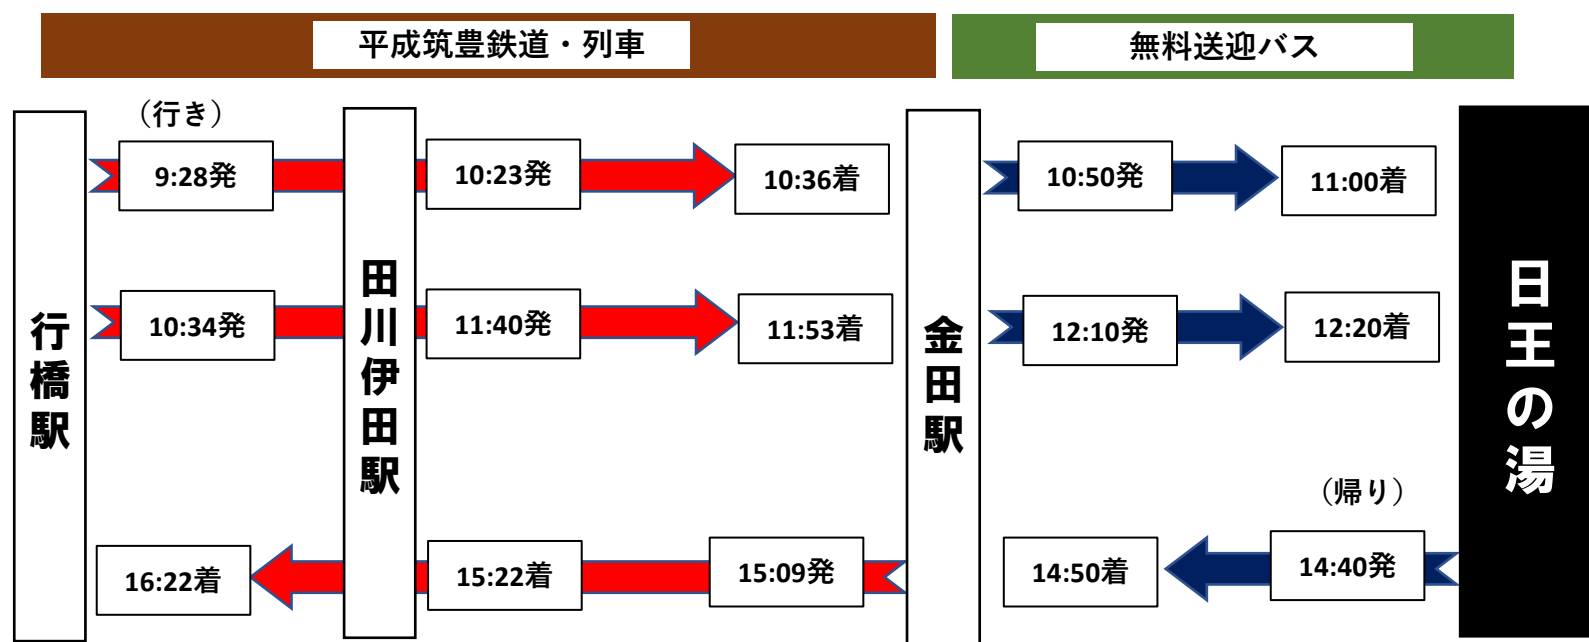 平成筑豊鉄道・列車
無料送迎バス
（行き）
行橋駅
9:28発
田川伊田駅
10:23発
10:36着
金田駅
10:50発
11:00着
日王の湯
10:34発
11:40発
11:53着
12:10発
12:20着
（帰り）
16:22着
15:22着
15:09発
14:50着
14:40発